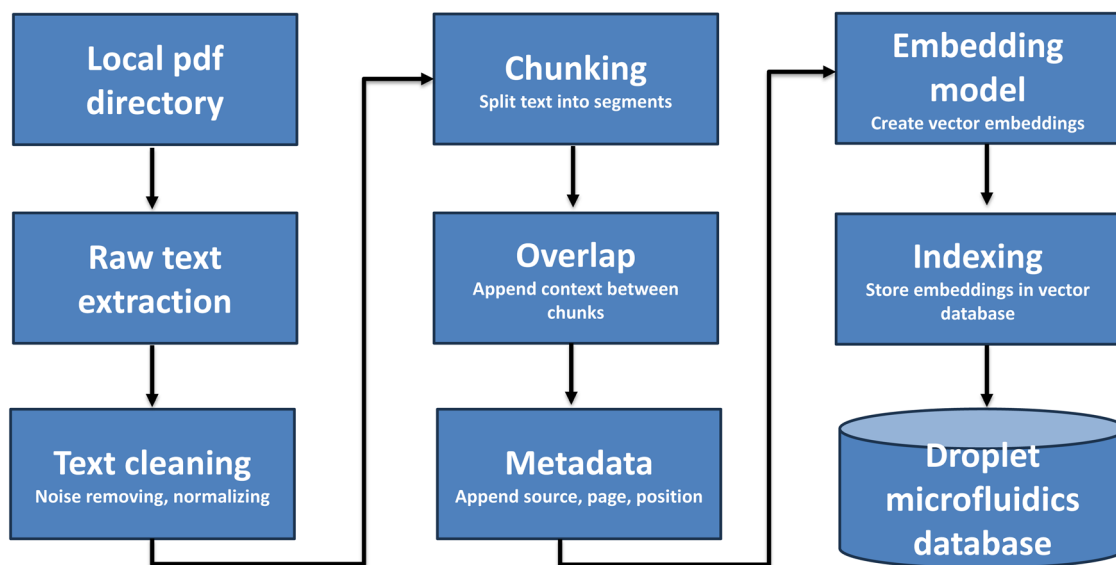 Local pdf
directory
Raw text
extraction
Text cleaning
Noise removing, normalizing
Chunking
Split text into segments
Overlap
Append context between
chunks
Metadata
Append source, page, position
Embedding
model
Create vector embeddings
Indexing
Store embeddings in vector
database
Droplet
microfluidics
database